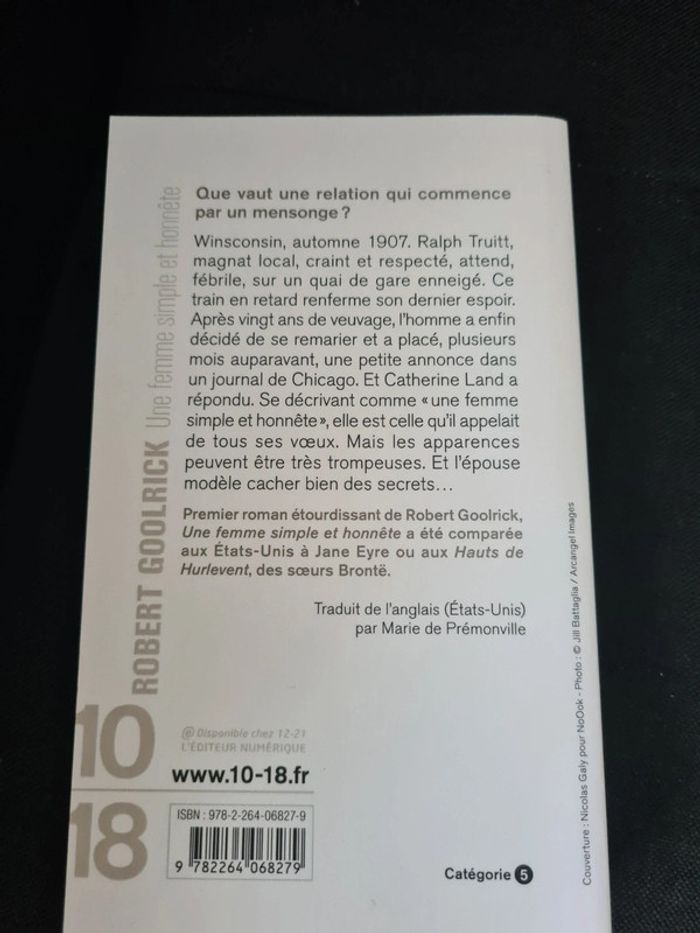 Que vaut une relation qui commence
par un mensonge ?
Winsconsin, automne 1907. Ralph Truitt,
magnat local, craint et respecté, attend,
fébrile, sur un quai de gare enneigé. Ce
train en retard renferme son dernier espoir.
Après vingt ans de veuvage, l'homme a enfin
décidé de se remarier et a placé, plusieurs
mois auparavant, une petite annonce dans
un journal de Chicago. Et Catherine Land a
répondu. Se décrivant comme « une femme
simple et honnête », elle est celle qu'il appelait
de tous ses vœux. Mais les apparences
peuvent être très trompeuses. Et l'épouse
modèle cacher bien des secrets...
Premier roman étourdissant de Robert Goolrick,
Une femme simple et honnête a été comparée
aux États-Unis à Jane Eyre ou aux Hauts de
Hurlevent, des sœurs Brontë.
Traduit de l'anglais (États-Unis)
par Marie de Prémonville
ROBERT GOOLRICK Une femme simple et honnête
10
18
@ Disponible chez 12-21
L'ÉDITEUR NUMÉRIQUE
www.10-18.fr
ISBN : 978-2-264-06827-9
9 782264 068279
Catégorie 5
Couverture : Nicolas Galy pour NoOok - Photo : © Jill Battaglia / Arcangel Images